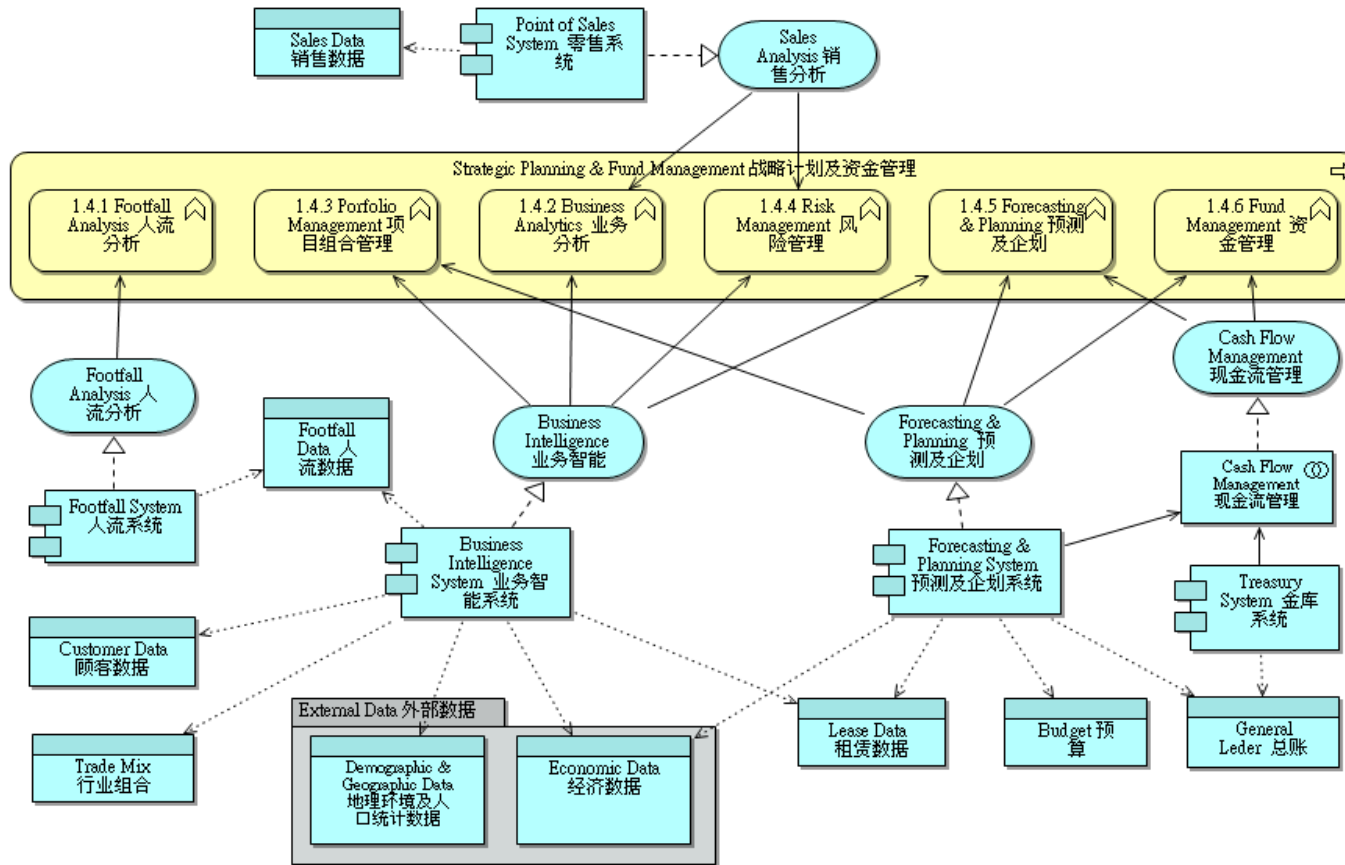 Sales Data
销售数据
Point of Sales
System 零售系
统
Sales
Analysis 销
售分析
Strategic Planning & Fund Management 战略计划及资金管理
1.4.1 Footfall
Analysis 人流
分析
1.4.3 Porfolio
Management 项
目组合管理
1.4.2 Business
Analytics 业务
分析
1.4.4 Risk
Management 风
险管理
1.4.5 Forecasting
& Planning 预测
及企划
1.4.6 Fund
Management 资
金管理
Footfall
Analysis 人
流分析
Footfall
Data 人
流数据
Business
Intelligence
业务智能
Forecasting &
Planning 预
测及企划
Cash Flow
Management
现金流管理
Footfall System
人流系统
Business
Intelligence
System 业务智
能系统
Forecasting &
Planning System
预测及企划系统
Cash Flow
Management
现金流管理
Treasury
System 金库
系统
Customer Data
顾客数据
Trade Mix
行业组合
External Data 外部数据
Demographic &
Geographic Data
地理环境及人
口统计数据
Economic Data
经济数据
Lease Data
租赁数据
Budget 预
算
General
Leder 总账